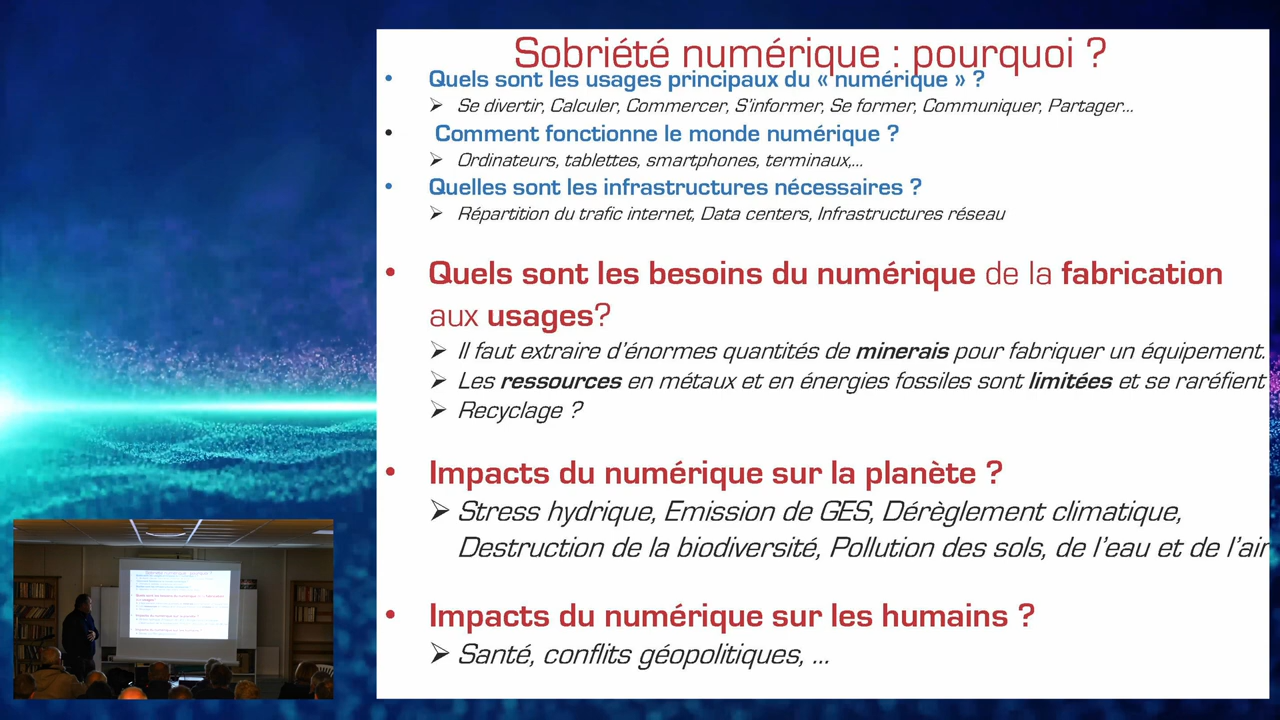 Sobriété numérique : pourquoi ?
• Quels sont les usages principaux du « numérique » ?
➢ Se divertir, Calculer, Commercer, S'informer, Se former, Communiquer, Partager...
• Comment fonctionne le monde numérique ?
➢ Ordinateurs, tablettes, smartphones, terminaux,...
• Quelles sont les infrastructures nécessaires ?
➢ Répartition du trafic internet, Data centers, Infrastructures réseau
• Quels sont les besoins du numérique de la fabrication
aux usages?
➢ Il faut extraire d'énormes quantités de minerais pour fabriquer un équipement.
➢ Les ressources en métaux et en énergies fossiles sont limitées et se raréfient
➢ Recyclage ?
• Impacts du numérique sur la planète ?
➢ Stress hydrique, Emission de GES, Dérèglement climatique,
Destruction de la biodiversité, Pollution des sols, de l'eau et de l'air
• Impacts du numérique sur les humains ?
➢ Santé, conflits géopolitiques, ...